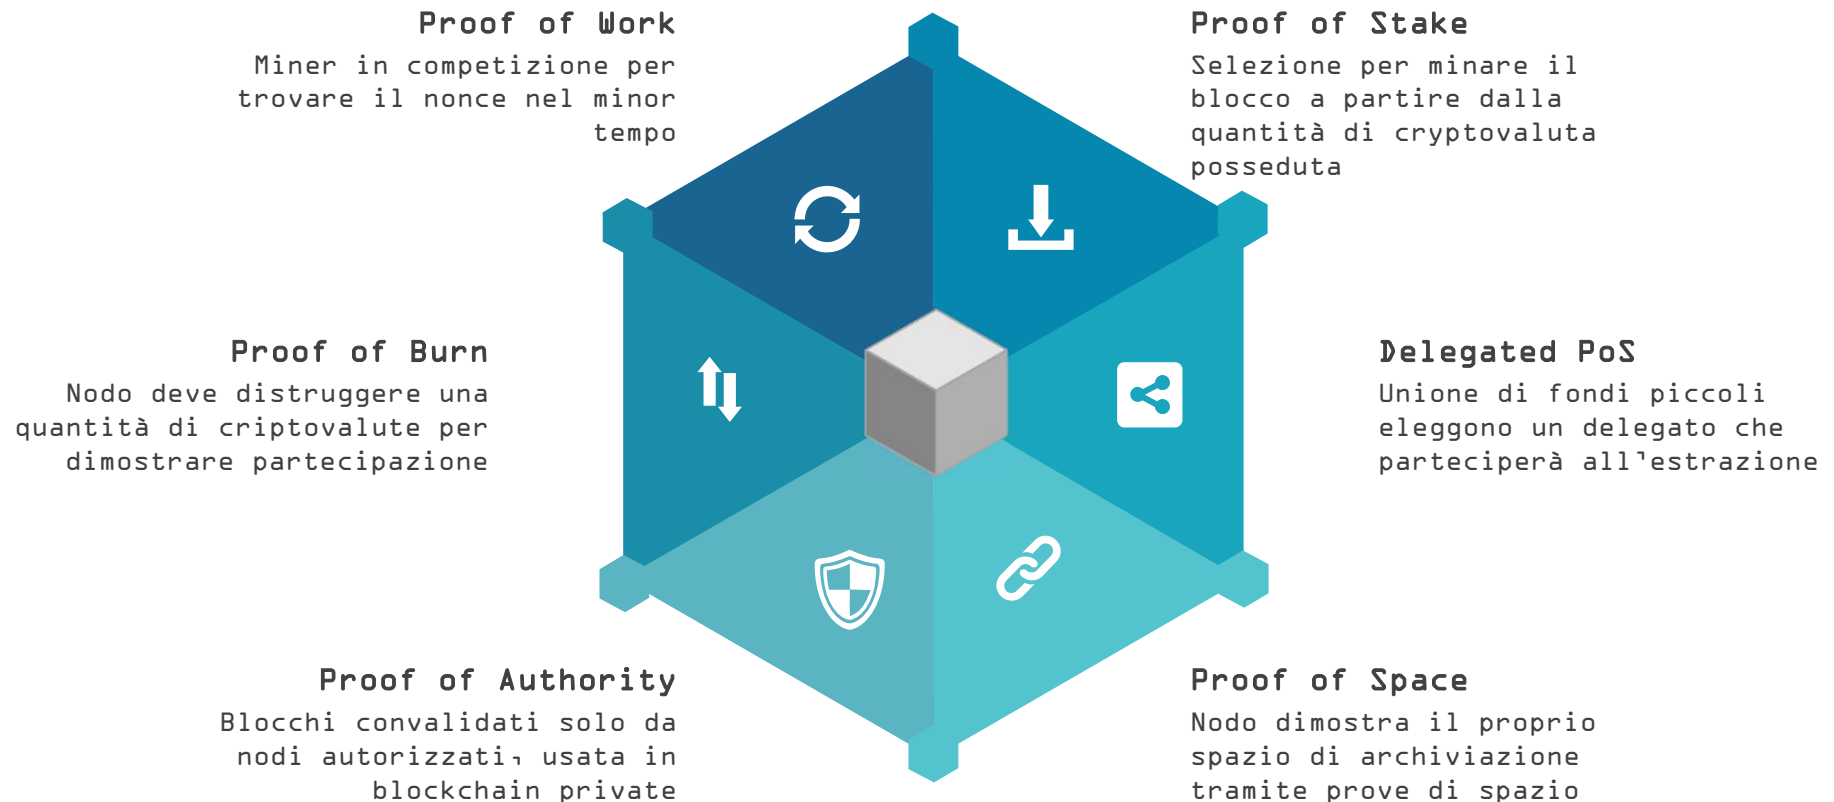 Proof of Work
Miner in competizione per
trovare il nonce nel minor
tempo
Proof of Stake
Selezione per minare il
blocco a partire dalla
quantità di cryptovaluta
posseduta
Proof of Burn
Nodo deve distruggere una
quantità di criptovalute per
dimostrare partecipazione
Delegated PoS
Unione di fondi piccoli
eleggono un delegato che
parteciperà all'estrazione
Proof of Authority
Blocchi convalidati solo da
nodi autorizzati, usata in
blockchain private
Proof of Space
Nodo dimostra il proprio
spazio di archiviazione
tramite prove di spazio